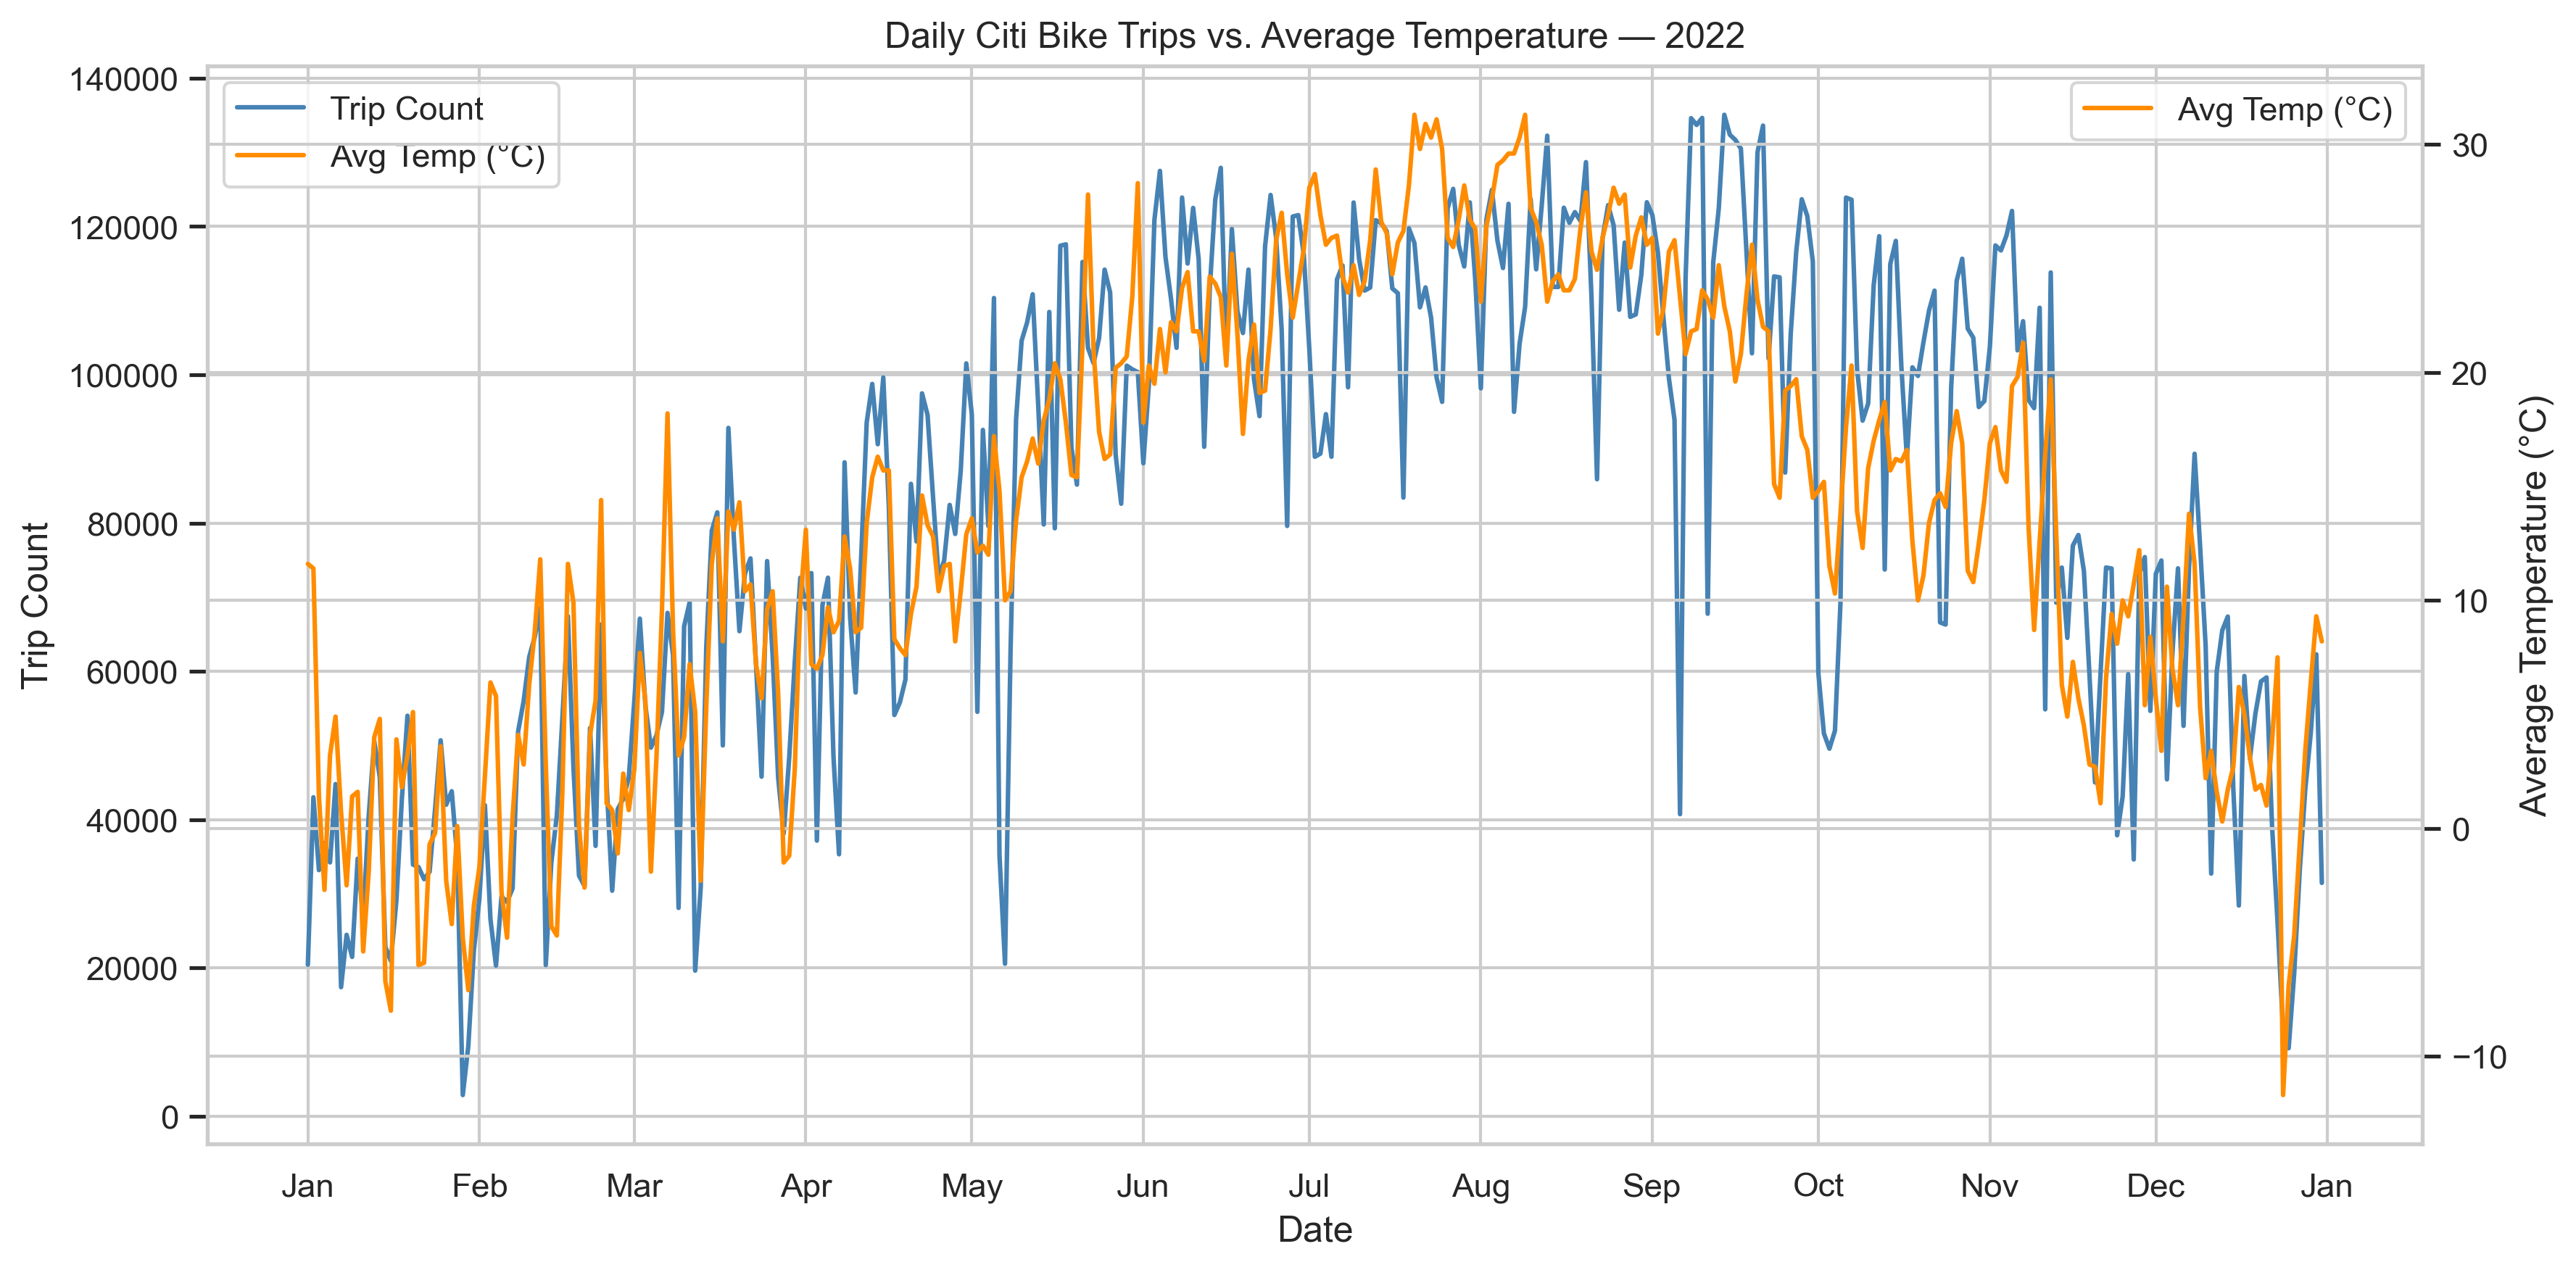 Daily Citi Bike Trips vs. Average Temperature — 2022
Trip Count
Avg Temp (°C)
Avg Temp (°C)
140000
120000
100000
80000
60000
40000
20000
0
Trip Count
30
20
10
0
−10
Average Temperature (°C)
Jan Feb Mar Apr May Jun Jul Aug Sep Oct Nov Dec Jan
Date